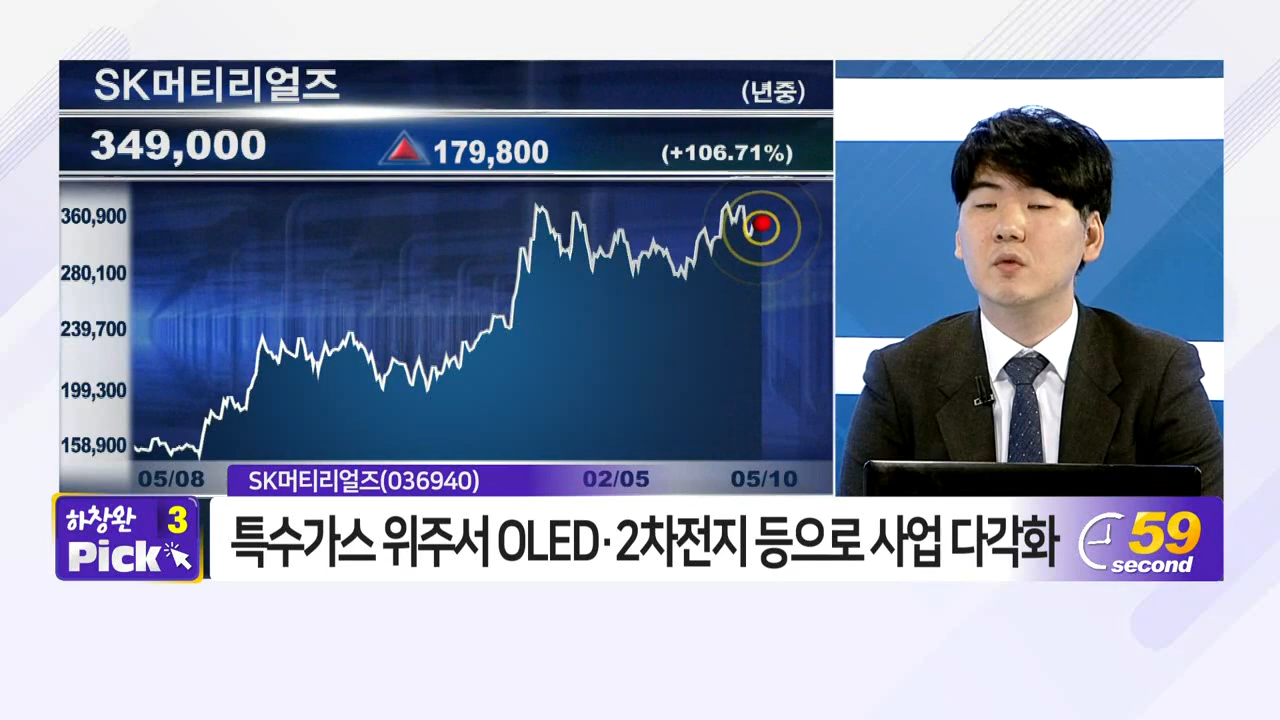 SK머티리얼즈
(년중)
349,000
179,800
(+106.71%)
360,900
280,100
239,700
199,300
158,900
05/08
02/05
05/10
SK머티리얼즈(036940)
하창완
Pick
3
특수가스 위주서 OLED·2차전지 등으로 사업 다각화
59
second